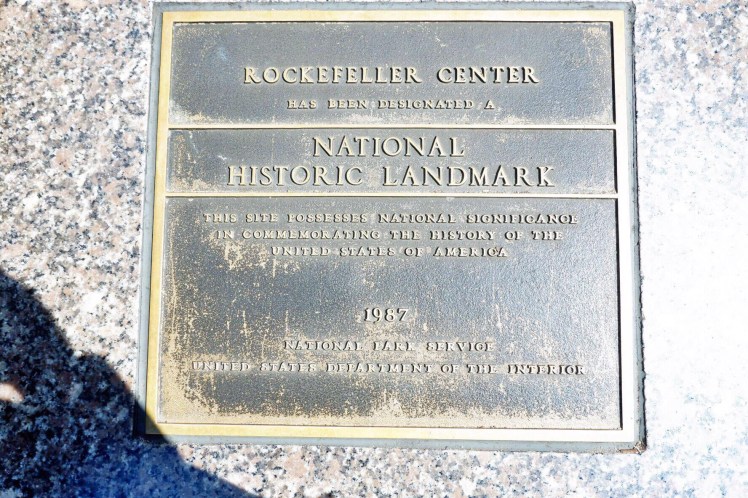 ROCKEFELLER CENTER
HAS BEEN DESIGNATED A
NATIONAL
HISTORIC LANDMARK
THIS SITE POSSESSES NATIONAL SIGNIFICANCE
IN COMMEMORATING THE HISTORY OF THE
UNITED STATES OF AMERICA
1987
NATIONAL PARK SERVICE
UNITED STATES DEPARTMENT OF THE INTERIOR